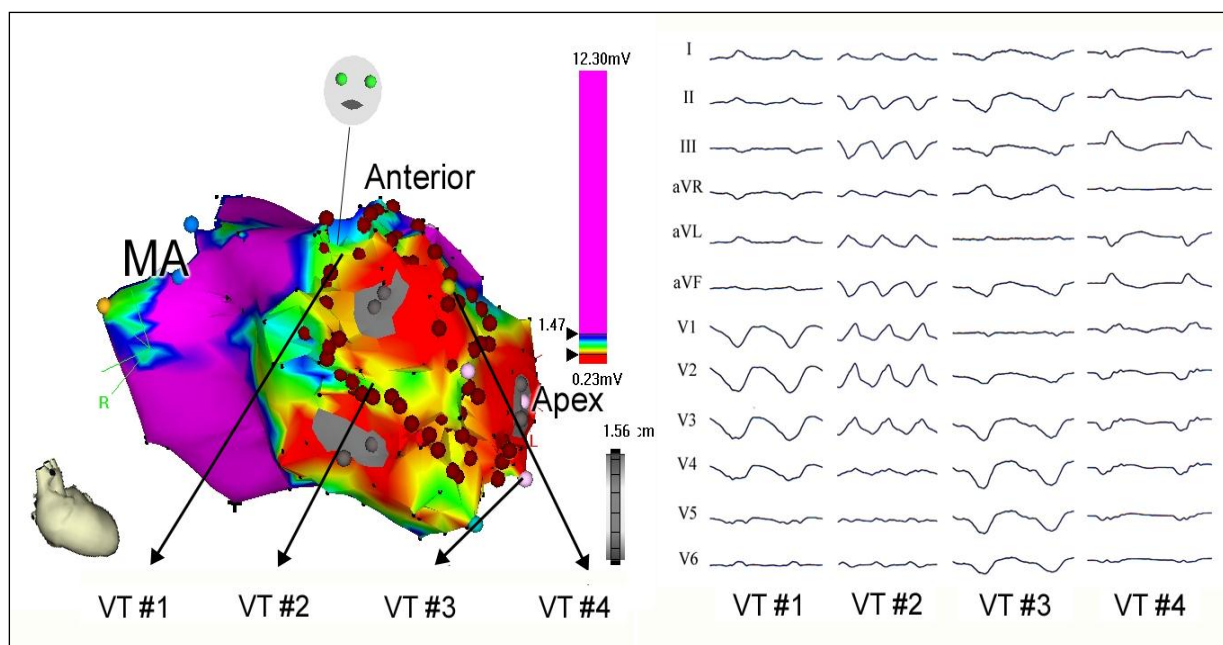 12.30mV
Anterior
MA
1.47
0.23mV
R
Apex
L
1.56 cm
VT #1
VT #2
VT #3
VT #4
I
II
III
aVR
aVL
aVF
V1
V2
V3
V4
V5
V6
VT #1
VT #2
VT #3
VT #4